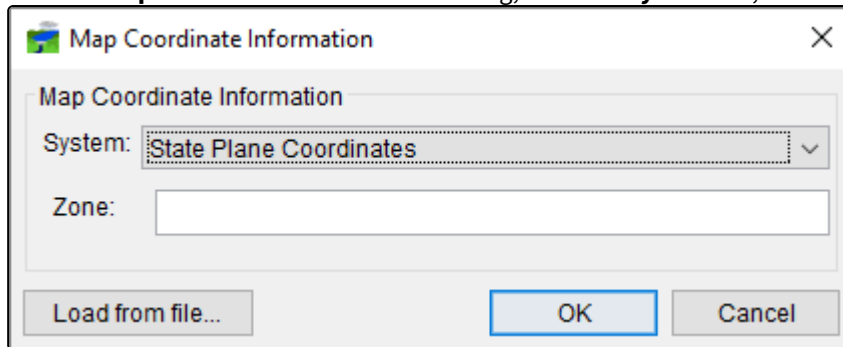 Map Coordinate Information
Map Coordinate Information
System: State Plane Coordinates
Zone:
Load from file... OK Cancel